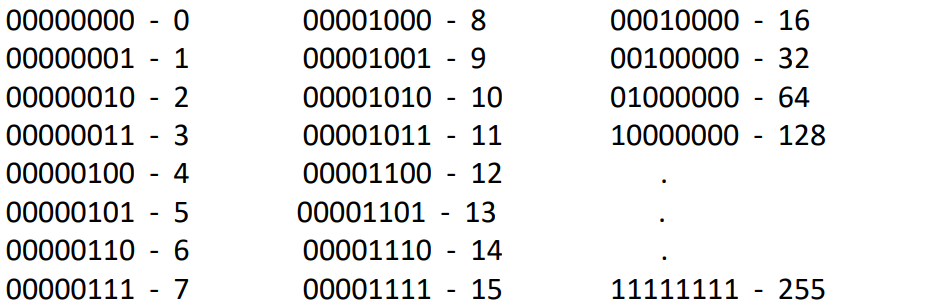 00000000 - 0 00001000 - 8 00010000 - 16
00000001 - 1 00001001 - 9 00100000 - 32
00000010 - 2 00001010 - 10 01000000 - 64
00000011 - 3 00001011 - 11 10000000 - 128
00000100 - 4 00001100 - 12 .
00000101 - 5 00001101 - 13 .
00000110 - 6 00001110 - 14 .
00000111 - 7 00001111 - 15 11111111 - 255